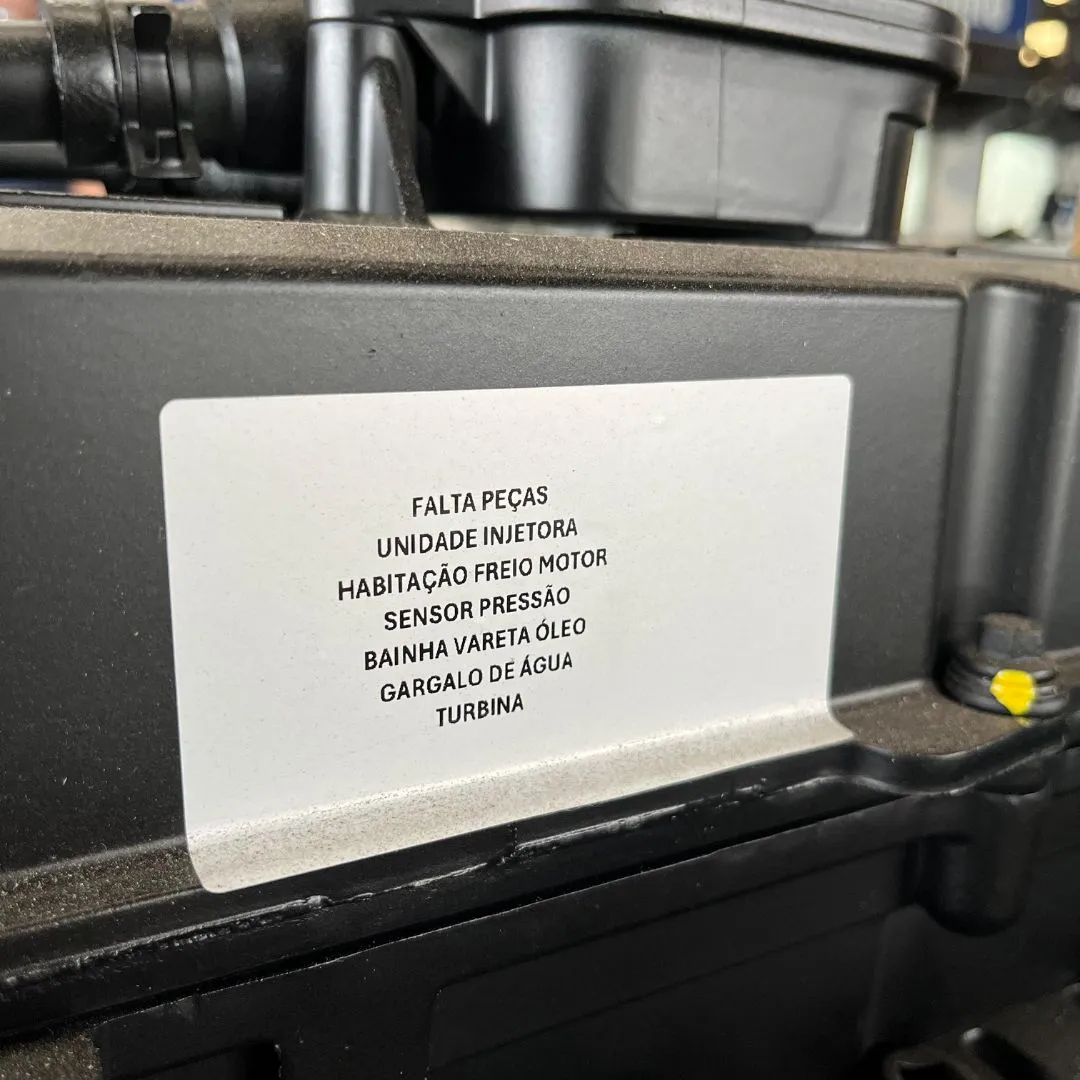 FALTA PEÇAS
UNIDADE INJETORA
HABITAÇÃO FREIO MOTOR
SENSOR PRESSÃO
BAINHA VARETA ÓLEO
GARGALO DE ÁGUA
TURBINA